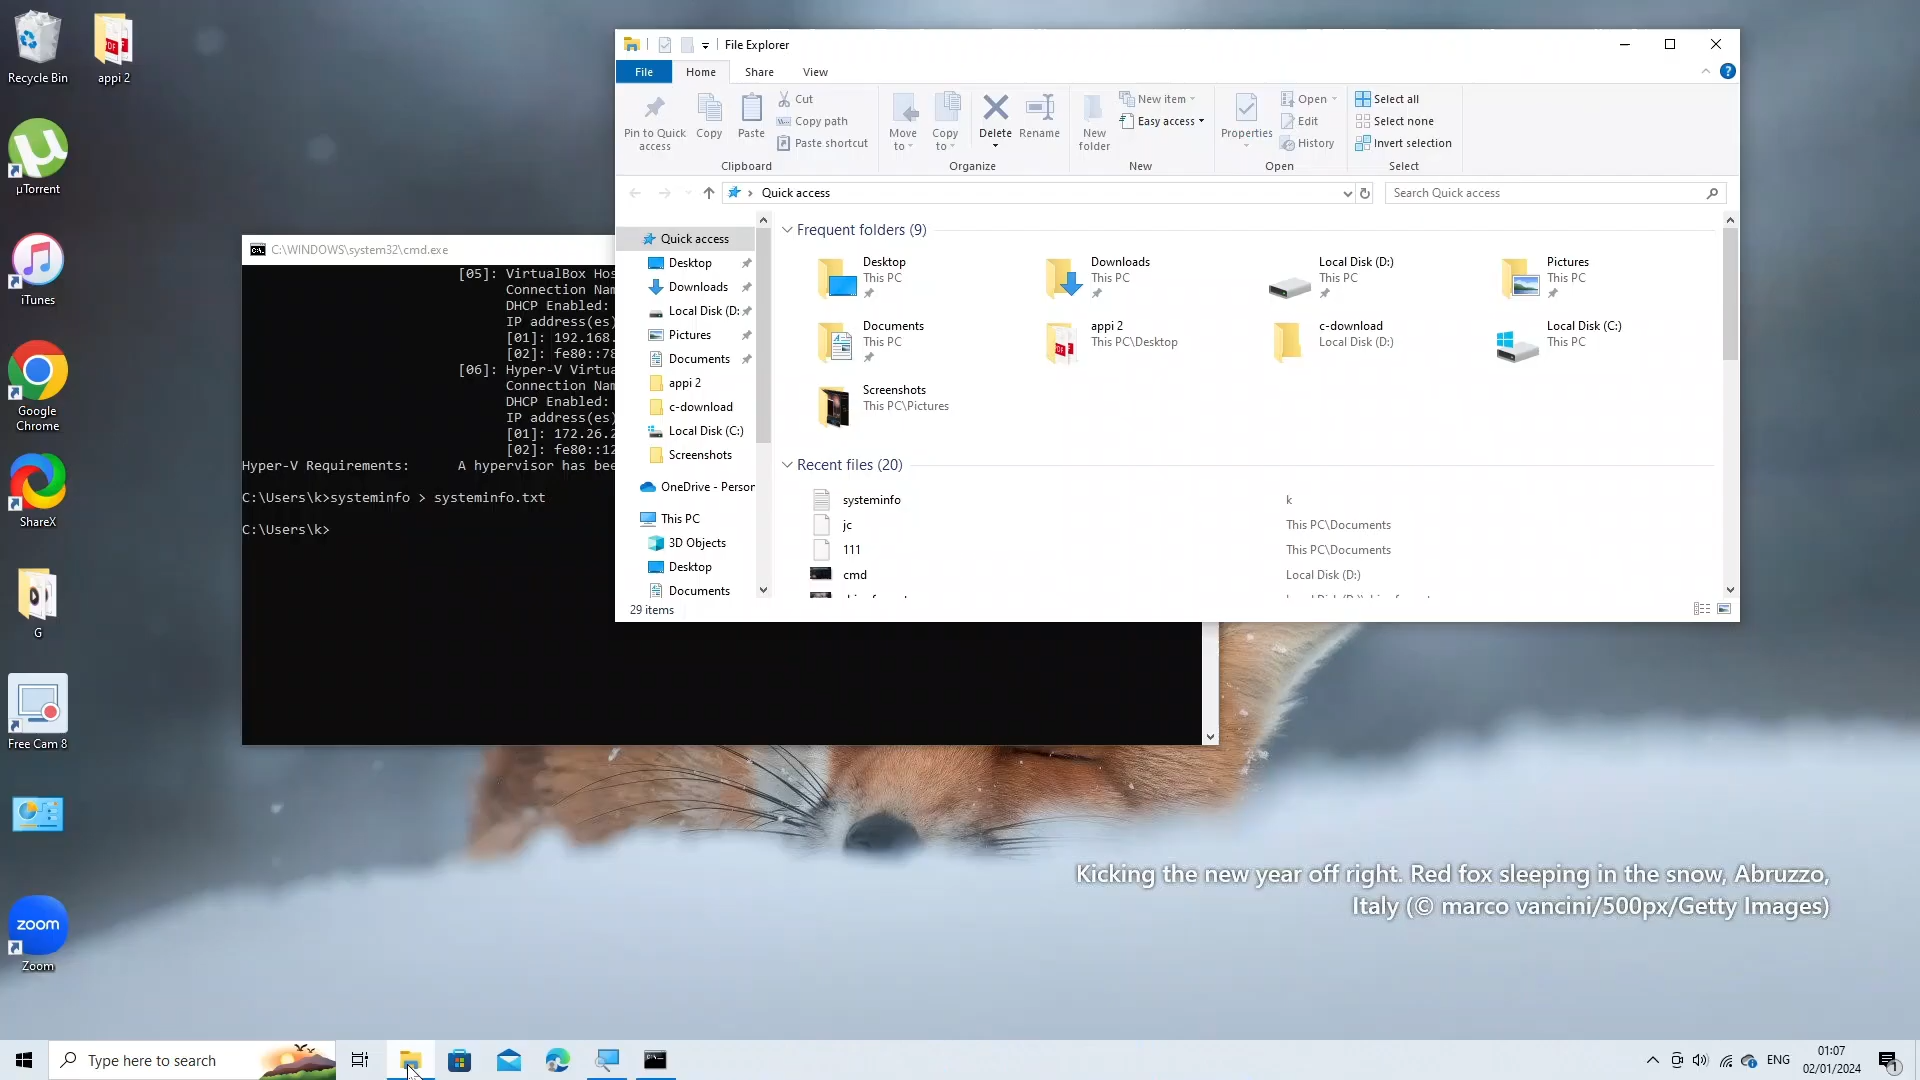 Recycle Bin
appi 2
µTorrent
iTunes
Google
Chrome
ShareX
G
Free Cam 8
zoom
Zoom
File Explorer
File
Home
Share
View
Pin to Quick
access
Copy
Paste
Cut
Copy path
Paste shortcut
Clipboard
Move
to
Copy
to
Delete
Rename
Organize
New
folder
New item
Easy access
New
Properties
Open
Edit
History
Open
Select all
Select none
Invert selection
Select
Quick access
Search Quick access
Quick access
Desktop
Downloads
Local Disk (D:
Pictures
Documents
appi 2
c-download
Local Disk (C:)
Screenshots
OneDrive - Person
This PC
3D Objects
Desktop
Documents
Frequent folders (9)
Desktop
This PC
Downloads
This PC
Local Disk (D:)
This PC
Pictures
This PC
Documents
This PC
appi 2
This PC\Desktop
c-download
Local Disk (D:)
Local Disk (C:)
This PC
Screenshots
This PC\Pictures
Recent files (20)
systeminfo k
jc This PC\Documents
111 This PC\Documents
cmd Local Disk (D:)
29 items
C:\WINDOWS\system32\cmd.exe
[05]: VirtualBox Hos
Connection Nam
DHCP Enabled:
IP address(es)
[01]: 192.168.
[02]: fe80::78
[06]: Hyper-V Virtua
Connection Nam
DHCP Enabled:
IP address(es)
[01]: 172.26.2
[02]: fe80::12
Hyper-V Requirements: A hypervisor has bee
C:\Users\k>systeminfo > systeminfo.txt
C:\Users\k>
Kicking the new year off right. Red fox sleeping in the snow, Abruzzo,
Italy (© marco vancini/500px/Getty Images)
Type here to search
ENG
01:07
02/01/2024
1